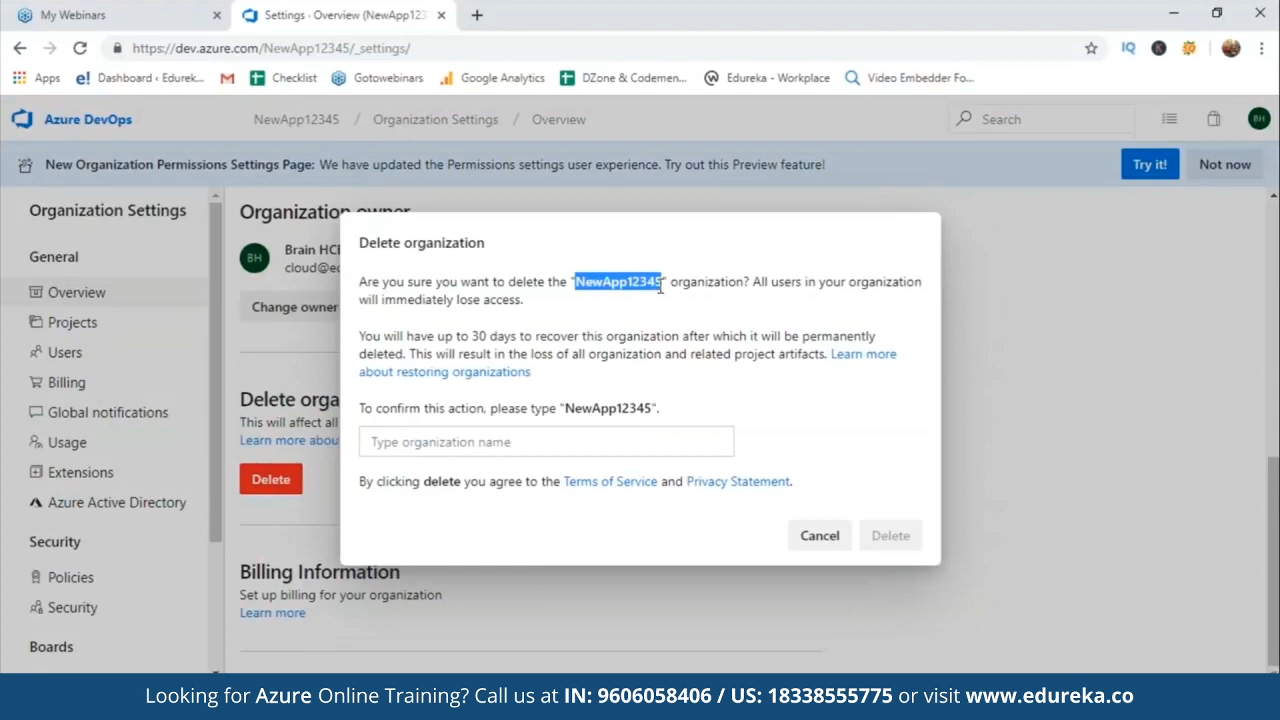 My Webinars
Settings - Overview (NewApp123
https://dev.azure.com/NewApp12345/_settings/
IQ
K
Apps
e! Dashboard ‹ Edurek...
Checklist
Gotowebinars
Google Analytics
DZone & Codemen...
Edureka - Workplace
Video Embedder Fo...
Azure DevOps
NewApp12345 / Organization Settings / Overview
Search
BH
New Organization Permissions Settings Page: We have updated the Permissions settings user experience. Try out this Preview feature!
Try it!
Not now
Organization Settings
General
Overview
Projects
Users
Billing
Global notifications
Usage
Extensions
Azure Active Directory
Security
Policies
Security
Boards
Organization owner
BH
Brain HCE
cloud@ed
Change owner
Delete orga
This will affect all
Learn more abou
Delete
Billing Information
Set up billing for your organization
Learn more
Delete organization
Are you sure you want to delete the "NewApp12345" organization? All users in your organization
will immediately lose access.
You will have up to 30 days to recover this organization after which it will be permanently
deleted. This will result in the loss of all organization and related project artifacts. Learn more
about restoring organizations
To confirm this action, please type "NewApp12345".
Type organization name
By clicking delete you agree to the Terms of Service and Privacy Statement.
Cancel
Delete
Looking for Azure Online Training? Call us at IN: 9606058406 / US: 18338555775 or visit www.edureka.co